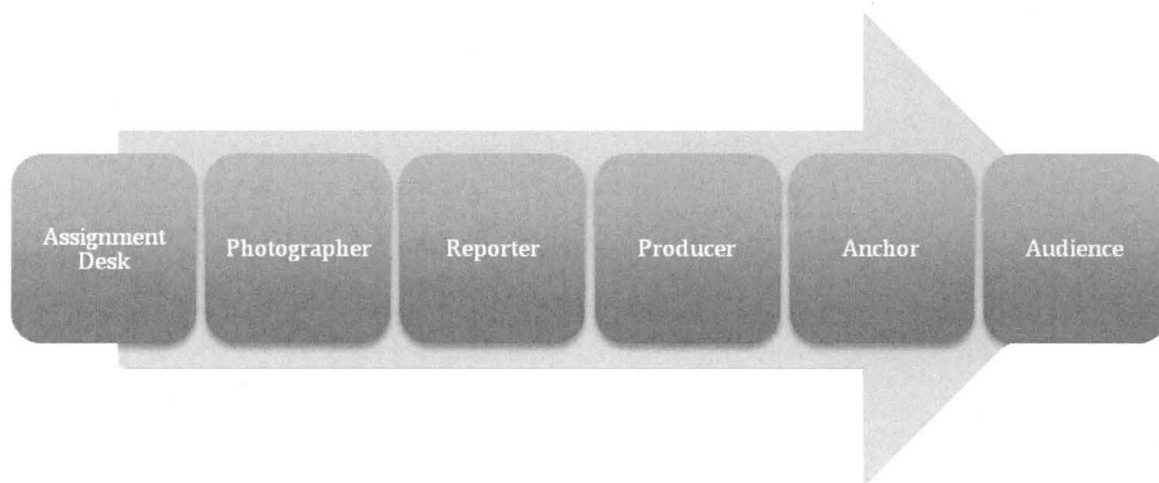 Assignment
Desk
Photographer
Reporter
Producer
Anchor
Audience